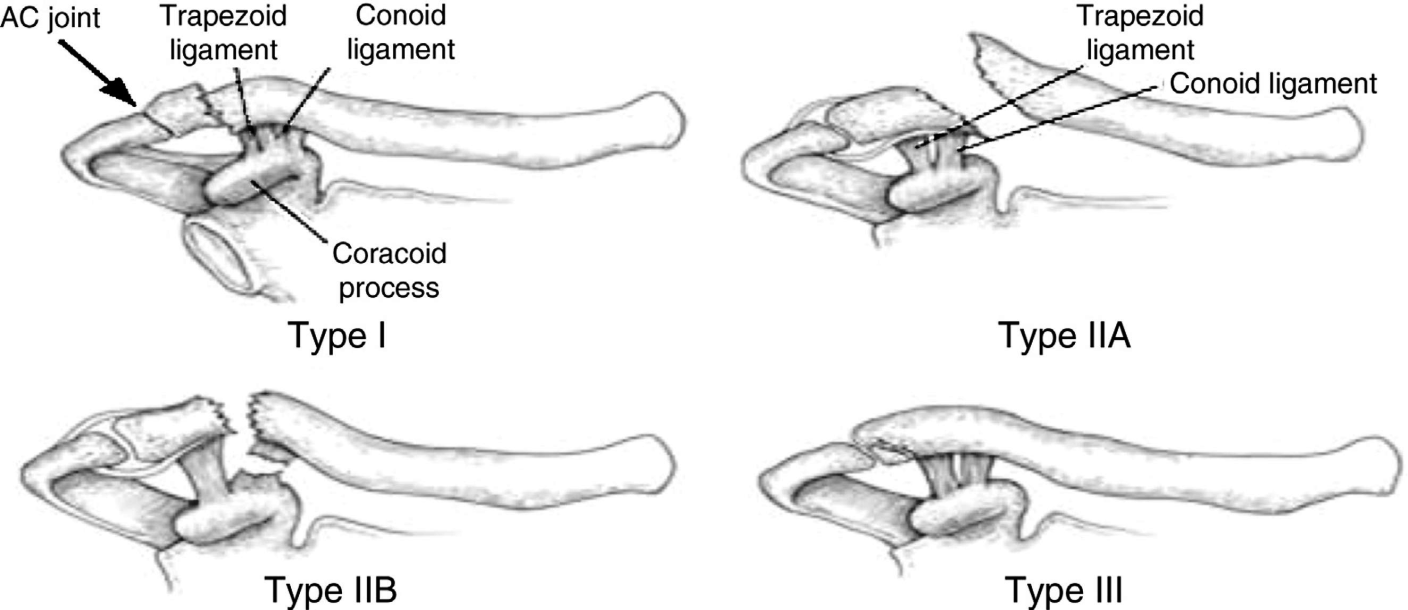 AC joint
Trapezoid
ligament
Conoid
ligament
Coracoid
process
Type I
Trapezoid
ligament
Conoid ligament
Type IIA
Type IIB
Type III